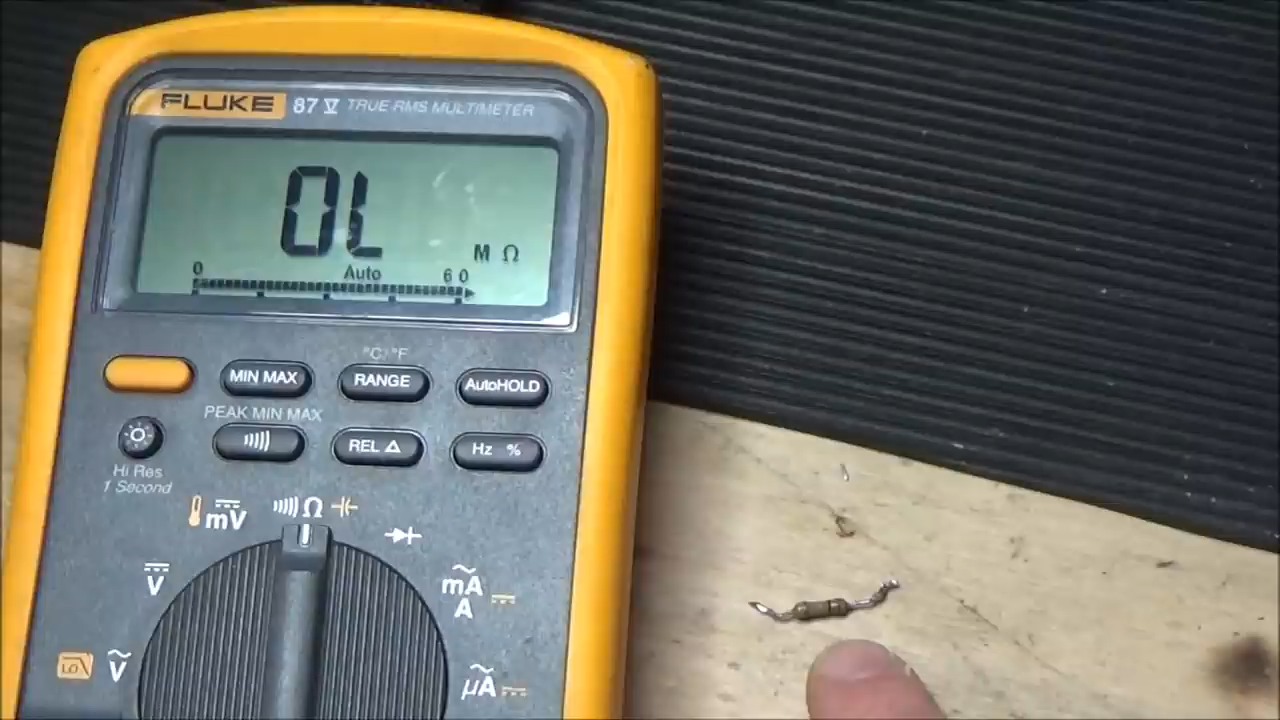 FLUKE 87 V TRUE RMS MULTIMETER
OL
M Ω
0 Auto 60
°C/°F
MIN MAX RANGE AutoHOLD
PEAK MIN MAX
REL Δ Hz %
Hi Res
1 Second
mV Ω
V
mA
A
LO V
µA